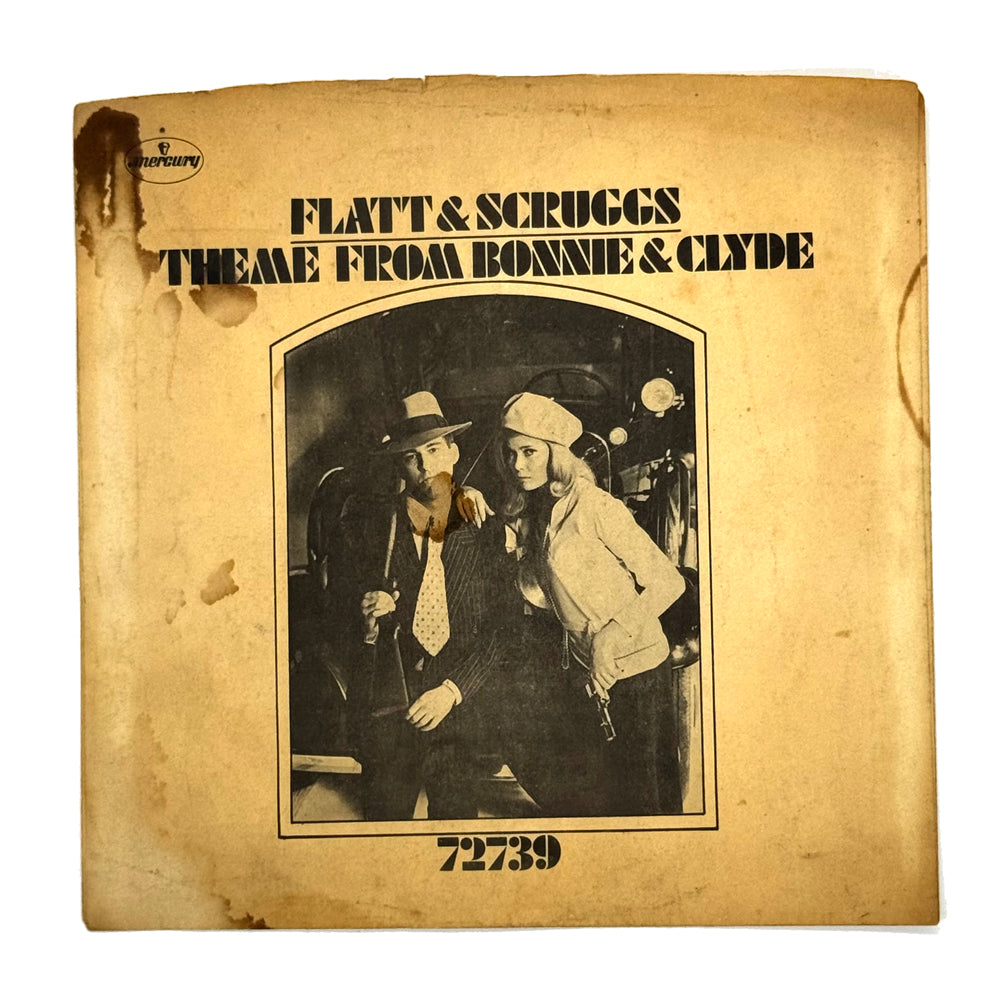 mercury
FLATT & SCRUGGS
THEME FROM BONNIE & CLYDE
72739